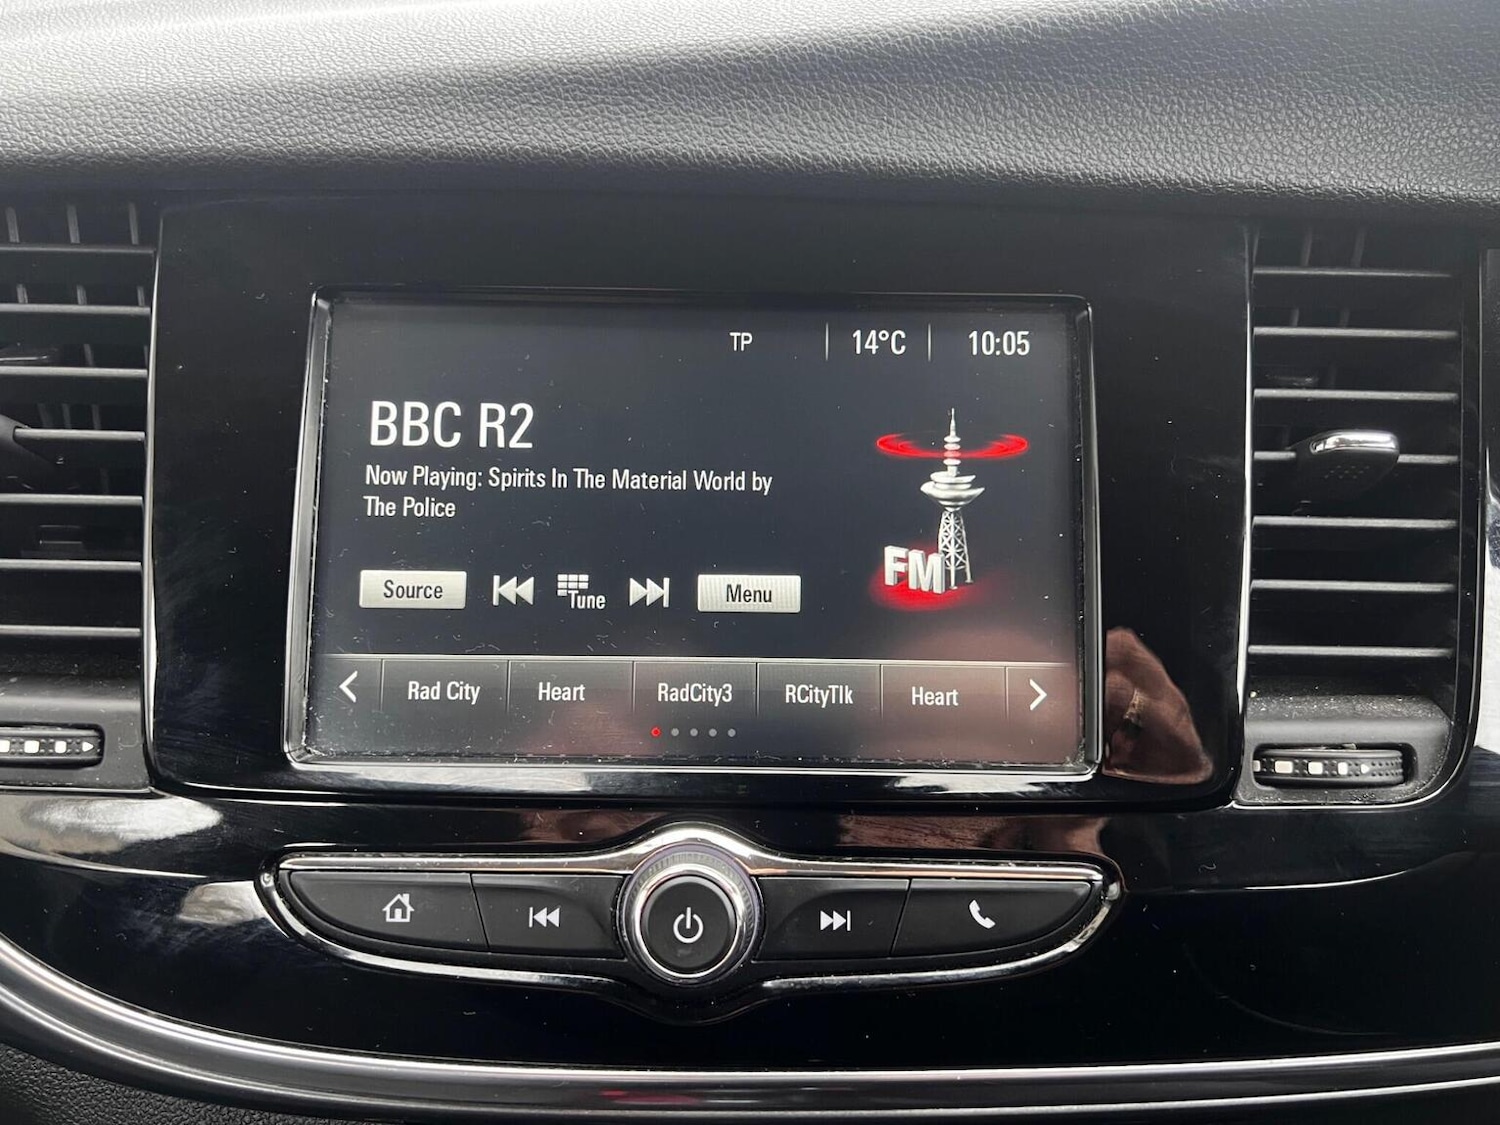 TP 14°C 10:05
BBC R2
Now Playing: Spirits In The Material World by
The Police
FM
Source Tune Menu
Rad City Heart RadCity3 RCityTlk Heart